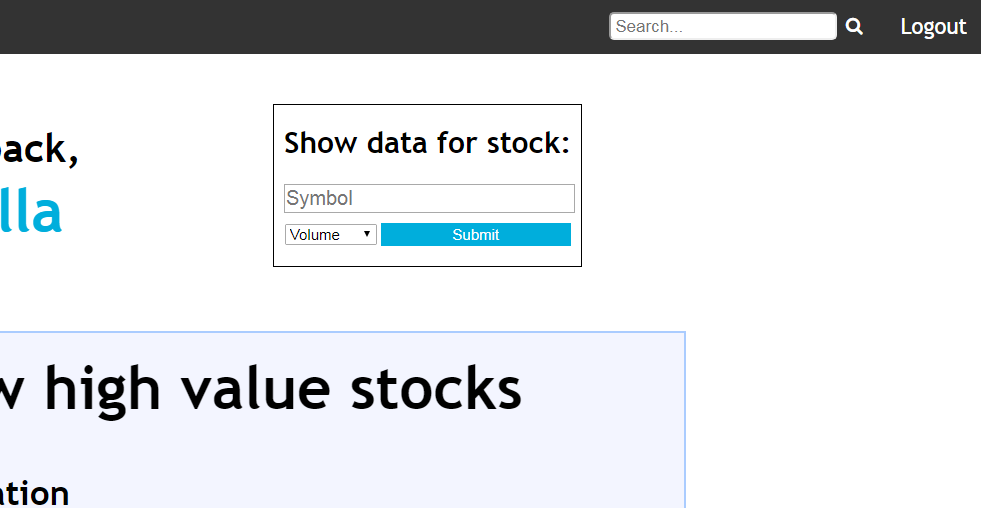 Search...
Logout
ack,
lla
Show data for stock:
Symbol
Volume
Submit
w high value stocks
ation